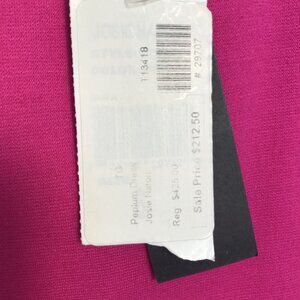 T13418
# 29707
Peplum Dress
Josie Natori
Reg $425.00
Sale Price $212.50